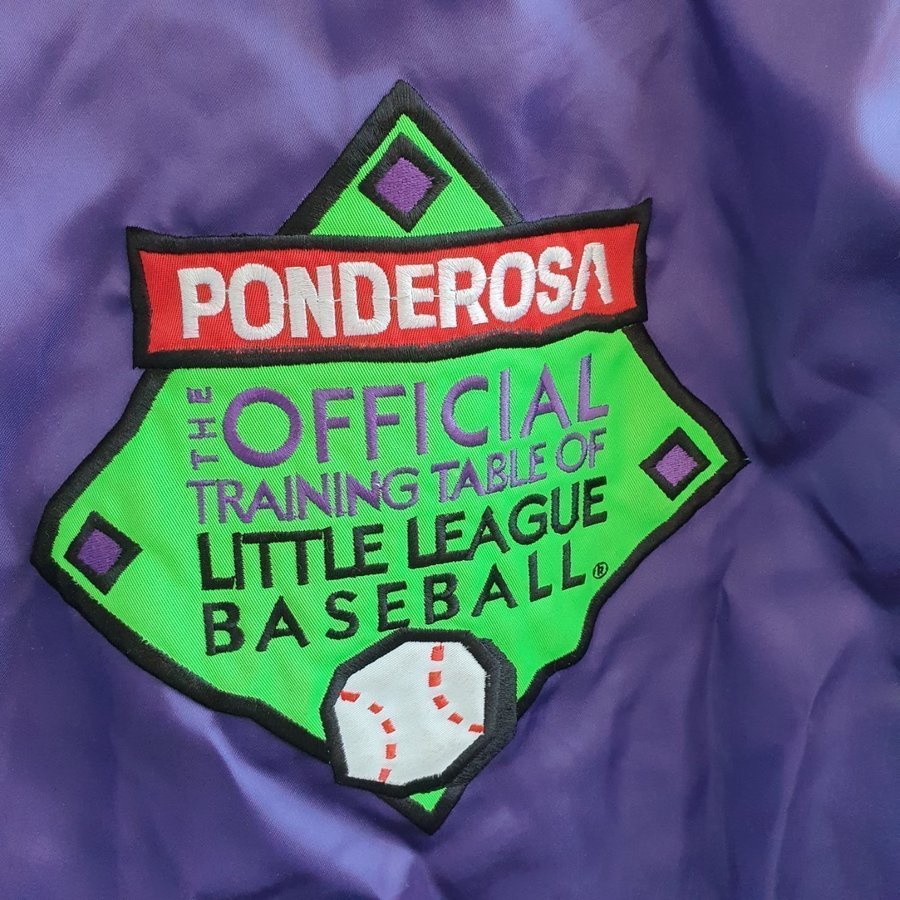 PONDEROSA
THE OFFICIAL
TRAINING TABLE OF
LITTLE LEAGUE
BASEBALL®